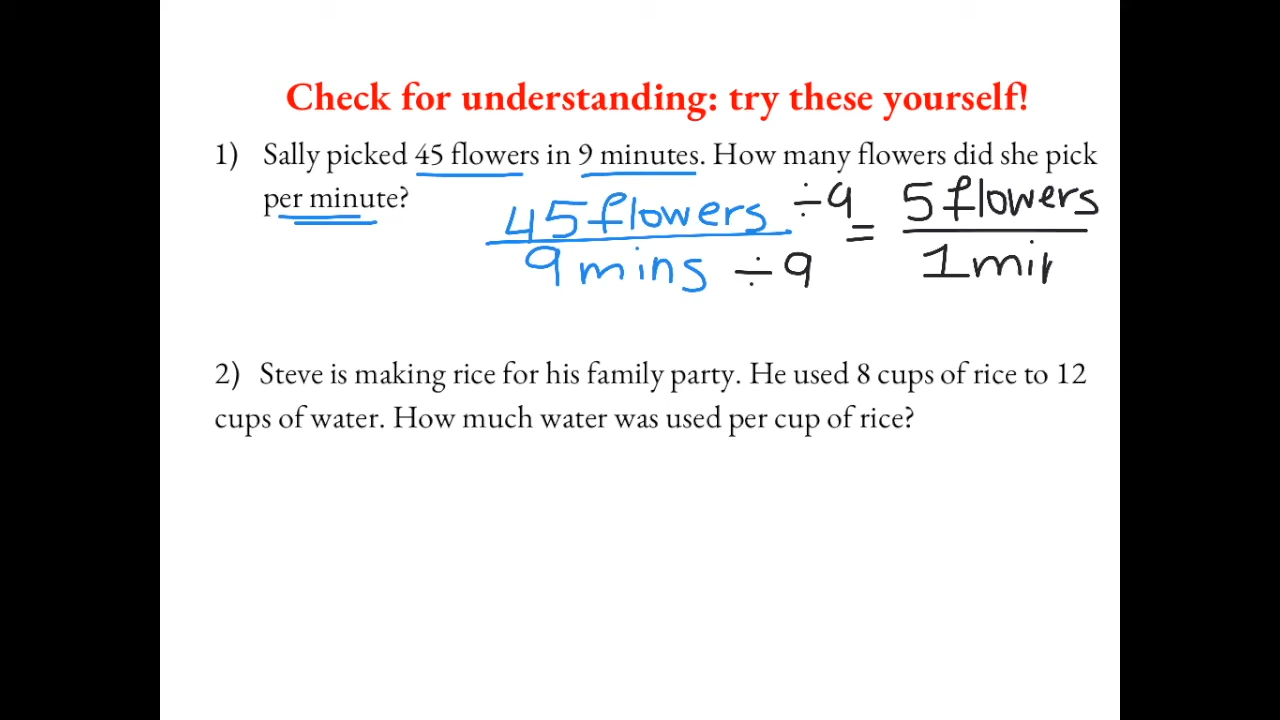 Check for understanding: try these yourself!
1) Sally picked 45 flowers in 9 minutes. How many flowers did she pick
per minute?
45 flowers ÷9 = 5 flowers
9 mins ÷9 1 min
2) Steve is making rice for his family party. He used 8 cups of rice to 12
cups of water. How much water was used per cup of rice?